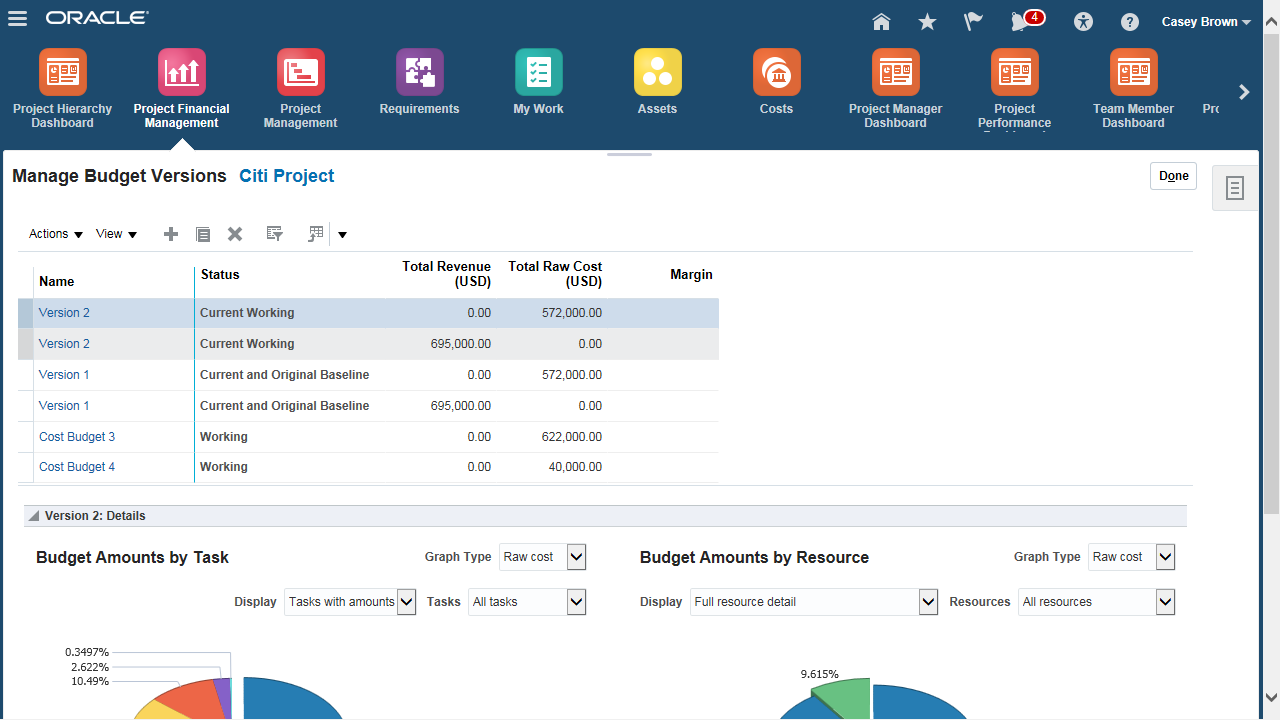 ORACLE
4
Casey Brown
Project Hierarchy
Dashboard
Project Financial
Management
Project
Management
Requirements
My Work
Assets
Costs
Project Manager
Dashboard
Project
Performance
Team Member
Dashboard
Manage Budget Versions Citi Project
Done
Actions View
Name Status Total Revenue (USD) Total Raw Cost (USD) Margin
Version 2 Current Working 0.00 572,000.00
Version 2 Current Working 695,000.00 0.00
Version 1 Current and Original Baseline 0.00 572,000.00
Version 1 Current and Original Baseline 695,000.00 0.00
Cost Budget 3 Working 0.00 622,000.00
Cost Budget 4 Working 0.00 40,000.00
Version 2: Details
Budget Amounts by Task
Graph Type Raw cost
Display Tasks with amounts Tasks All tasks
0.3497%
2.622%
10.49%
Budget Amounts by Resource
Graph Type Raw cost
Display Full resource detail Resources All resources
9.615%